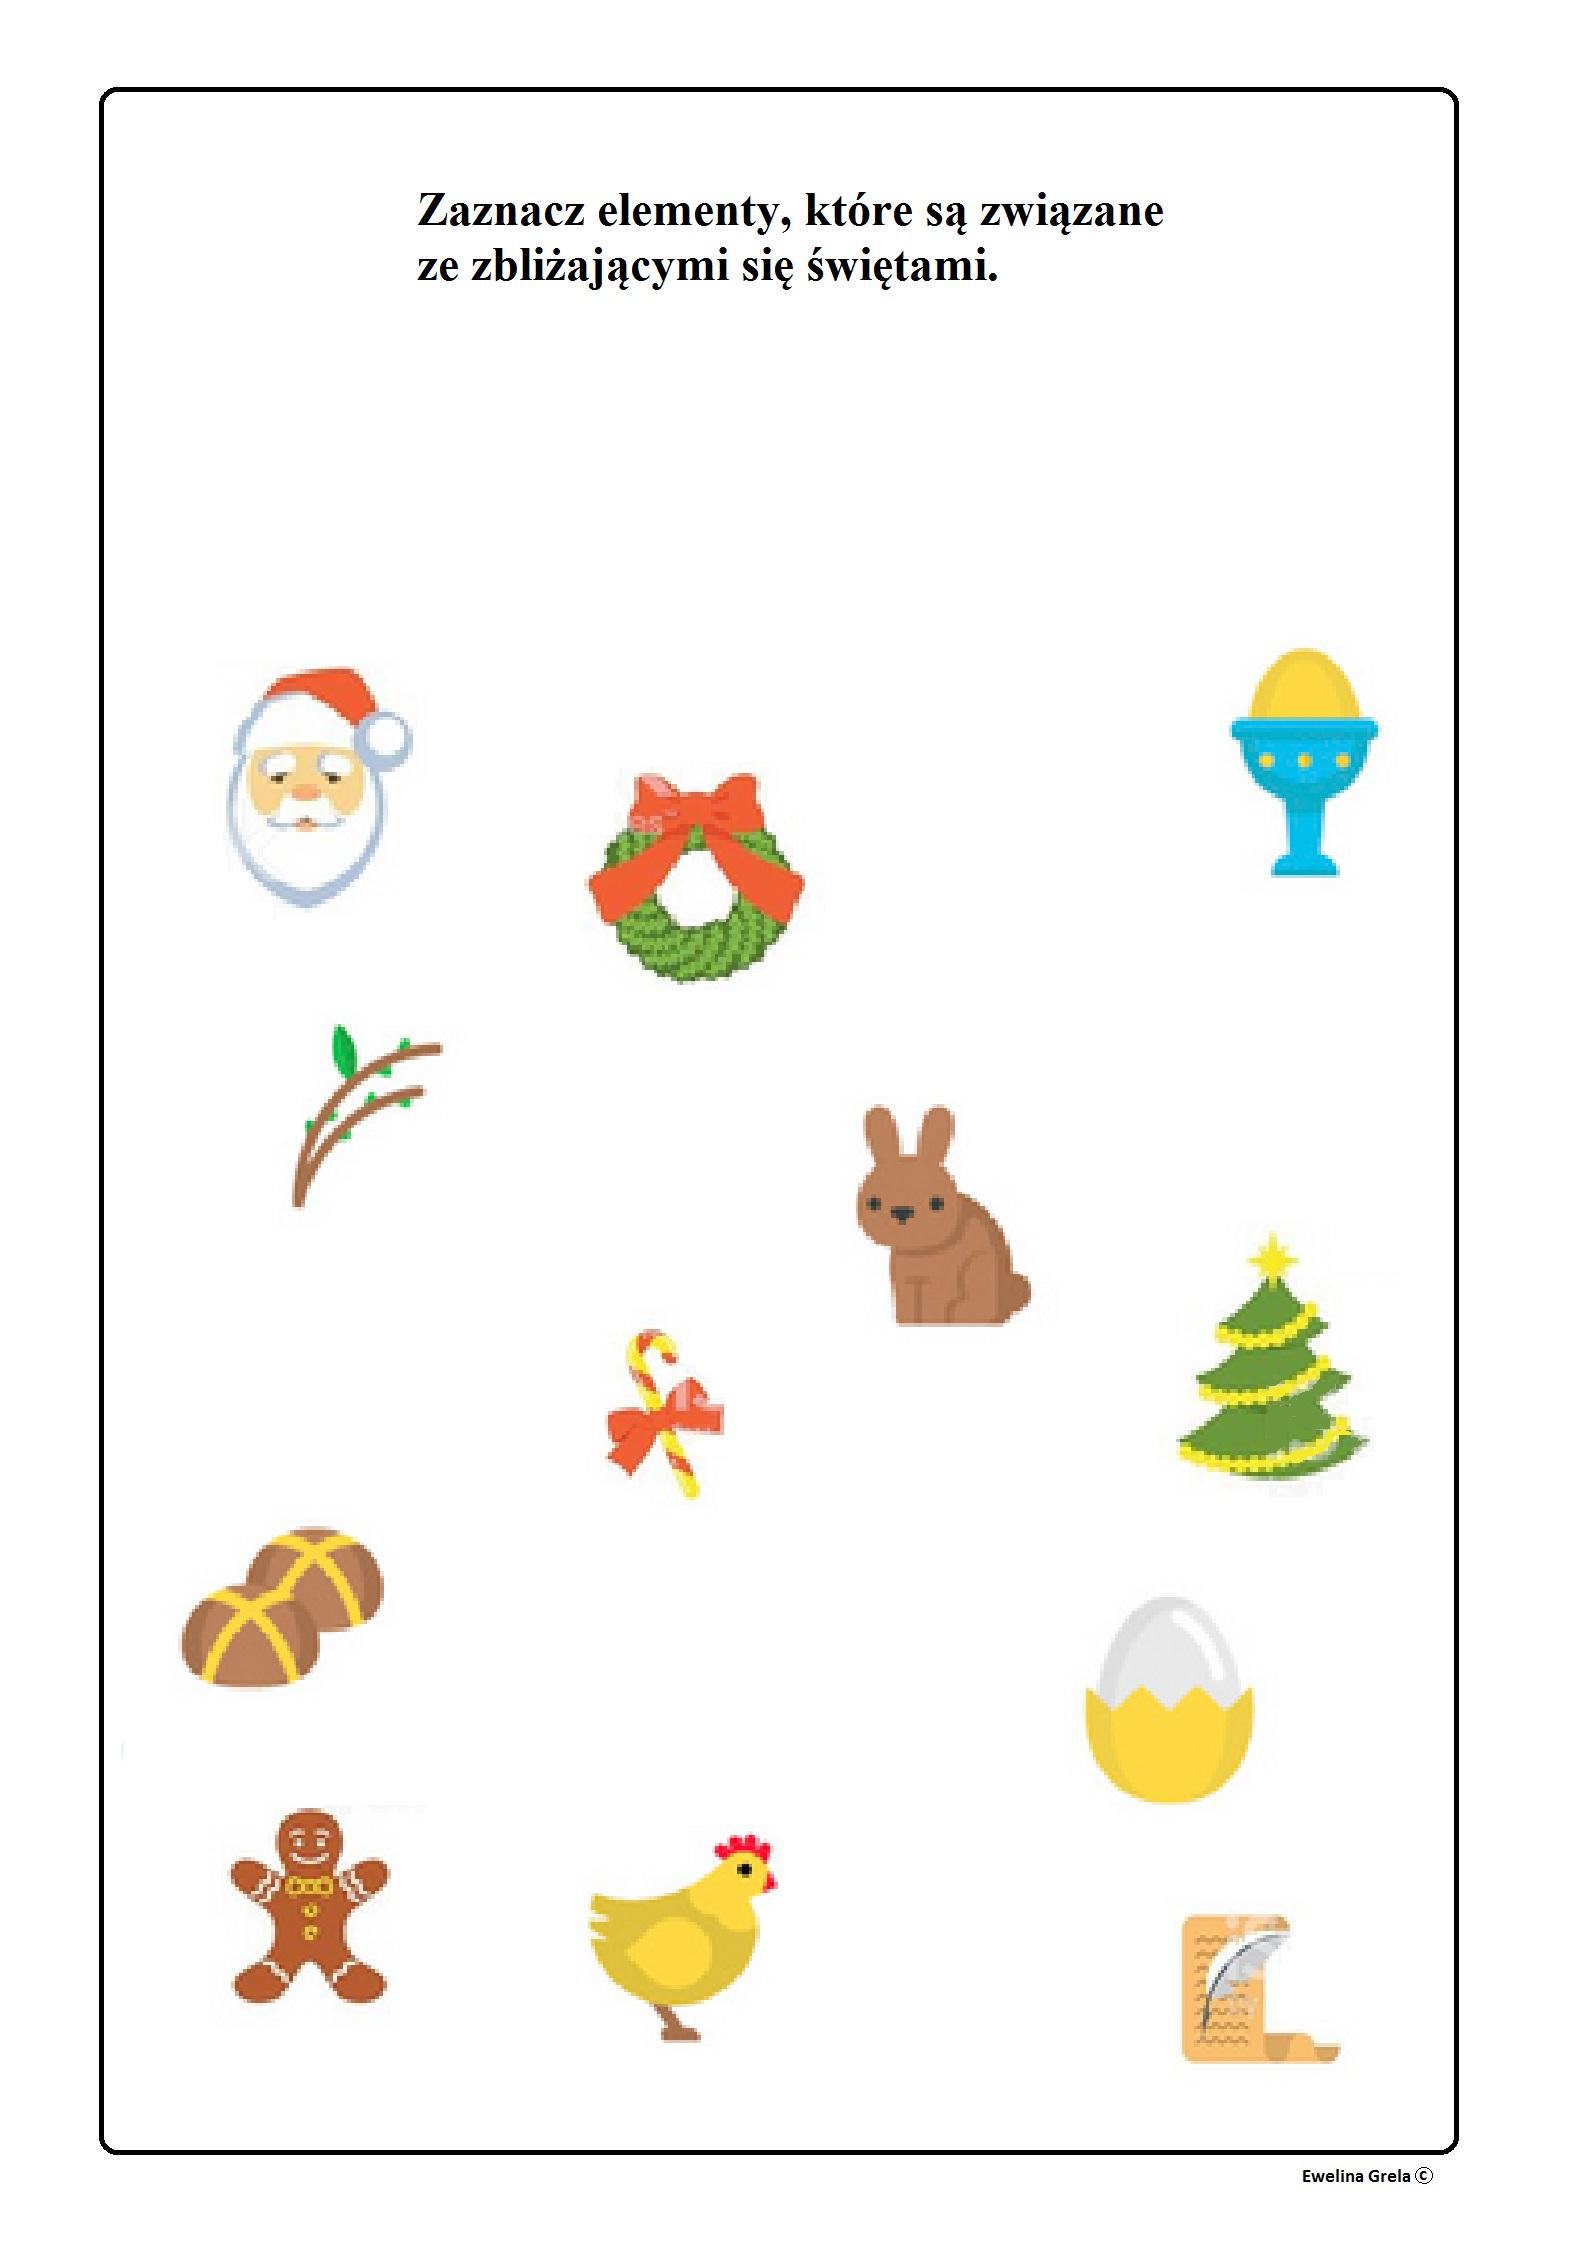 Zaznacz elementy, które są związane
ze zbliżającymi się świętami.
Ewelina Grela ©